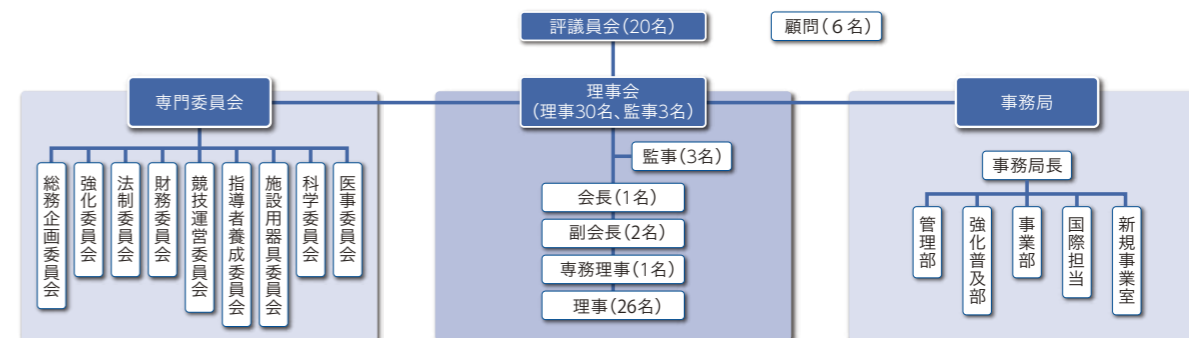 評議員会（20名）
顧問（６名）
専門委員会
理事会
（理事30名、監事3名）
事務局
監事（3名）
会長（1名）
副会長（2名）
専務理事（1名）
理事（26名）
総務企画委員会
強化委員会
法制委員会
財務委員会
競技運営委員会
指導者養成委員会
施設用器具委員会
科学委員会
医事委員会
事務局長
管理部
強化普及部
事業部
国際担当
新規事業室